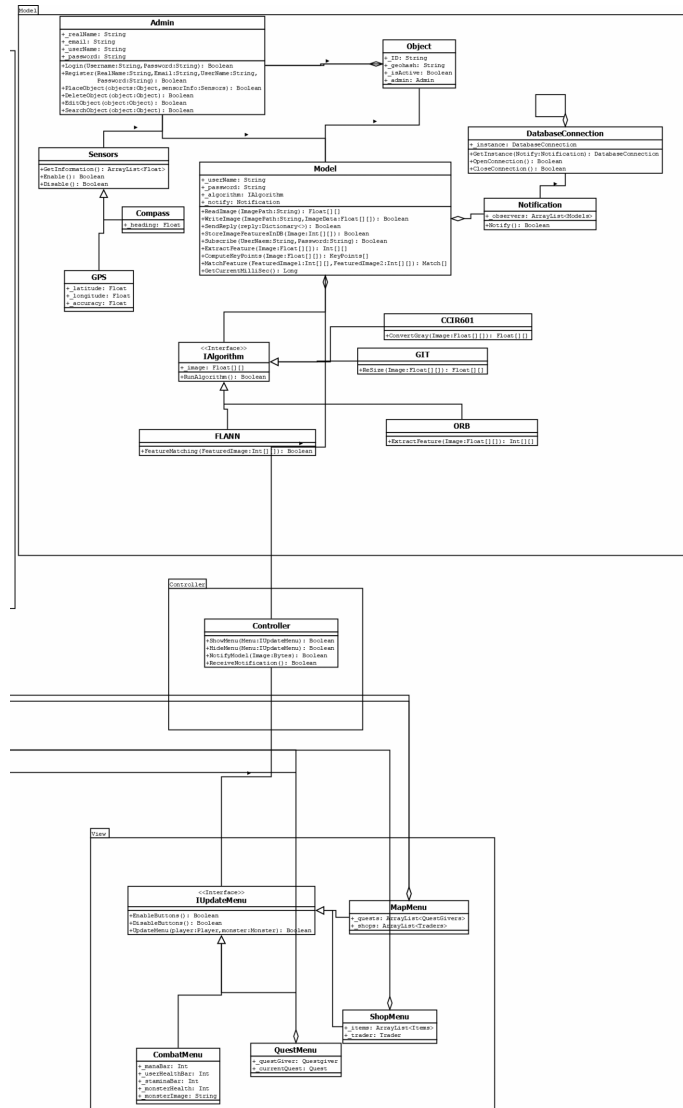 Model
Admin
+_realName: String
+_email: String
+_userName: String
+_password: String
+Login(Username:String,Password:String): Boolean
+Register(RealName:String,Email:String,UserName:String,
Password:String): Boolean
+PlaceObject(objects:Object,sensorInfo:Sensors): Boolean
+DeleteObject(object:Object): Boolean
+EditObject(object:Object): Boolean
+SearchObject(object:Object): Boolean
Object
+_ID: String
+_geohash: String
+_isActive: Boolean
+_admin: Admin
DatabaseConnection
+_instance: DatabaseConnection
+GetInstance(Notify:Notification): DatabaseConnection
+OpenConnection(): Boolean
+CloseConnection(): Boolean
Sensors
+GetInformation(): ArrayList<Float>
+Enable(): Boolean
+Disable(): Boolean
Model
+_userName: String
+_password: String
+_algorithm: IAlgorithm
+_notify: Notification
+ReadImage(ImagePath:String): Float[][]
+WriteImage(ImagePath:String,ImageData:Float[][]): Boolean
+SendReply(reply:Dictionary<>): Boolean
+StoreImageFeaturesInDB(Image:Int[][]): Boolean
+Subscribe(UserName:String,Password:String): Boolean
+ExtractFeature(Image:Float[][]): Int[][]
+ComputeKeyPoints(Image:Float[][]): KeyPoints[]
+MatchFeature(FeaturedImage1:Int[][],FeaturedImage2:Int[][]): Match[]
+GetCurrentMilliSec(): Long
Notification
+_observers: ArrayList<Models>
+Notify(): Boolean
Compass
+_heading: Float
GPS
+_latitude: Float
+_longitude: Float
+_accuracy: Float
CCIR601
+ConvertGray(Image:Float[][]): Float[][]
<<Interface>>
IAlgorithm
+_image: Float[][]
+RunAlgorithm(): Boolean
GIT
+ReSize(Image:Float[][]): Float[][]
FLANN
+FeatureMatching(FeaturedImage:Int[][]): Boolean
ORB
+ExtractFeature(Image:Float[][]): Int[][]
Controller
Controller
+ShowMenu(Menu:IUpdateMenu): Boolean
+HideMenu(Menu:IUpdateMenu): Boolean
+NotifyModel(Image:Bytes): Boolean
+ReceiveNotification(): Boolean
View
<<Interface>>
IUpdateMenu
+EnableButtons(): Boolean
+DisableButtons(): Boolean
+UpdateMenu(player:Player,monster:Monster): Boolean
MapMenu
+_quests: ArrayList<QuestGivers>
+_shops: ArrayList<Traders>
ShopMenu
+_items: ArrayList<Items>
+_trader: Trader
CombatMenu
+_manaBar: Int
+_userHealthBar: Int
+_staminaBar: Int
+_monsterHealth: Int
+_monsterImage: String
QuestMenu
+_questGiver: Questgiver
+_currentQuest: Quest